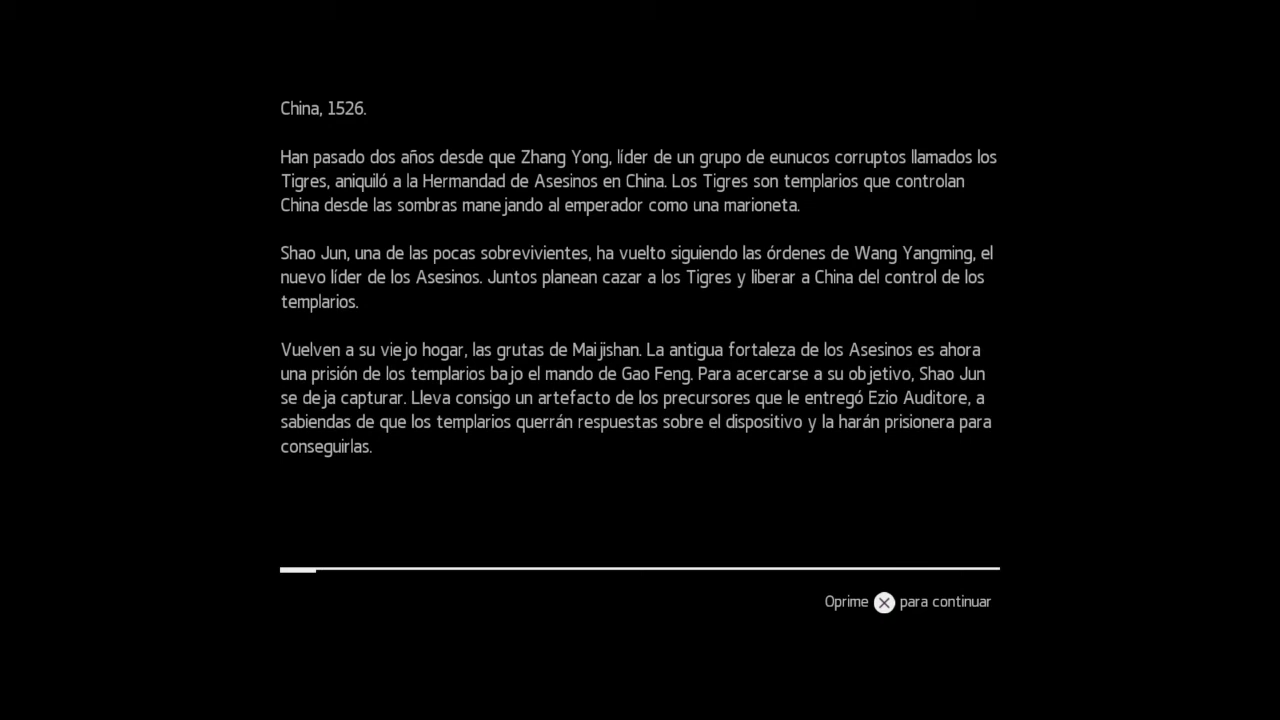 China, 1526.
Han pasado dos años desde que Zhang Yong, líder de un grupo de eunucos corruptos llamados los
Tigres, aniquiló a la Hermandad de Asesinos en China. Los Tigres son templarios que controlan
China desde las sombras manejando al emperador como una marioneta.
Shao Jun, una de las pocas sobrevivientes, ha vuelto siguiendo las órdenes de Wang Yangming, el
nuevo líder de los Asesinos. Juntos planean cazar a los Tigres y liberar a China del control de los
templarios.
Vuelven a su viejo hogar, las grutas de Maijishan. La antigua fortaleza de los Asesinos es ahora
una prisión de los templarios bajo el mando de Gao Feng. Para acercarse a su objetivo, Shao Jun
se deja capturar. Lleva consigo un artefacto de los precursores que le entregó Ezio Auditore, a
sabiendas de que los templarios querrán respuestas sobre el dispositivo y la harán prisionera para
conseguirlas.
Oprime ⓧ para continuar